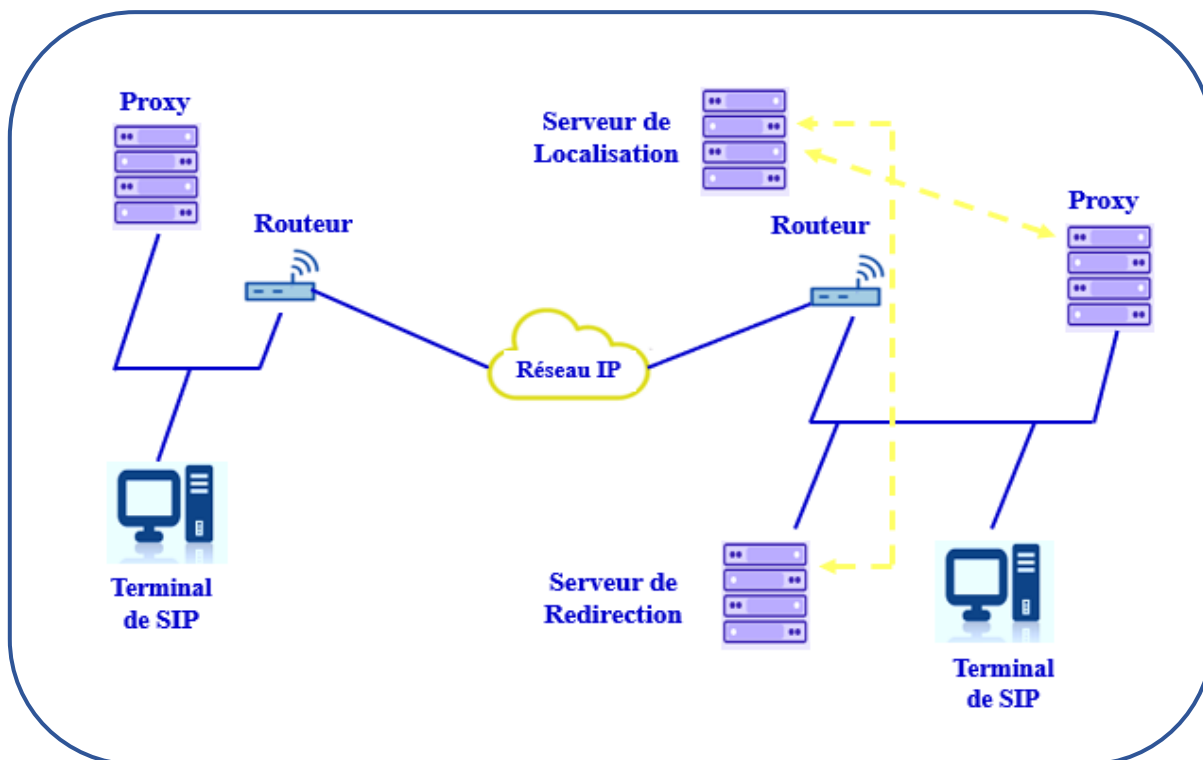 Proxy
Serveur de
Localisation
Proxy
Routeur
Routeur
Réseau IP
Serveur de
Redirection
Terminal
de SIP
Terminal
de SIP